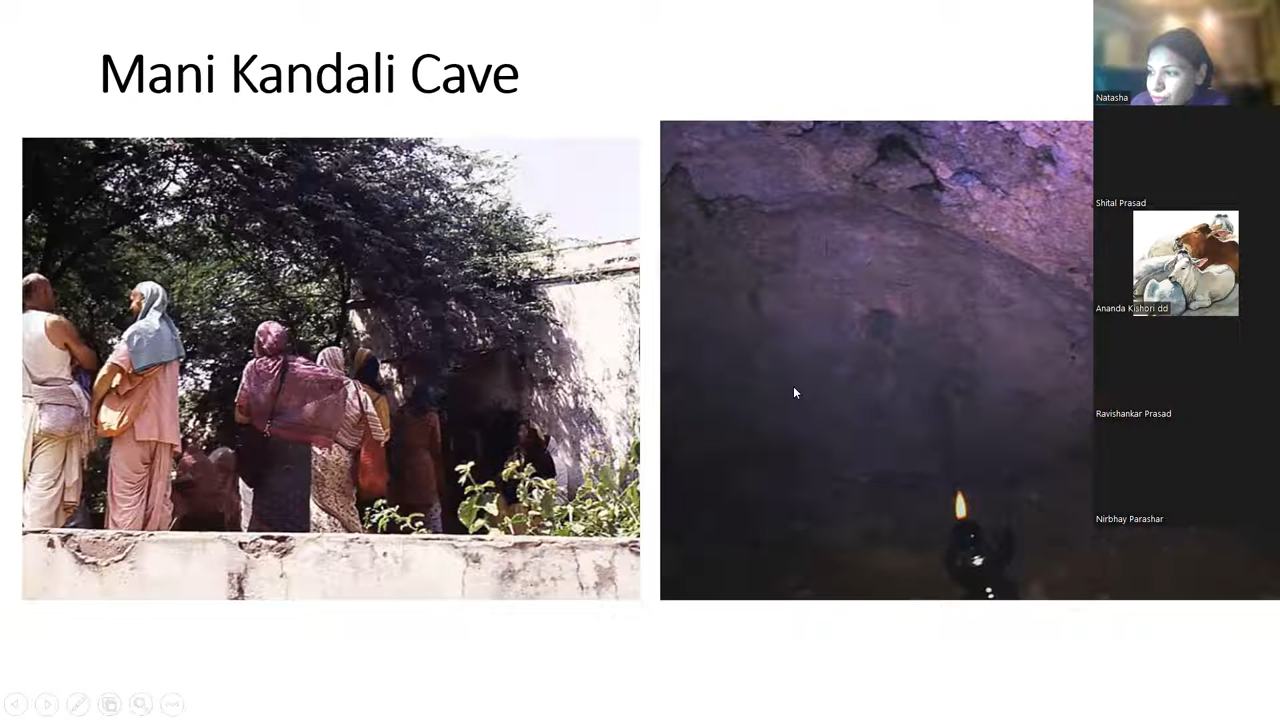 Mani Kandali Cave
Natasha
Shital Prasad
Ananda Kishori dd
Ravishankar Prasad
Nirbhay Parashar